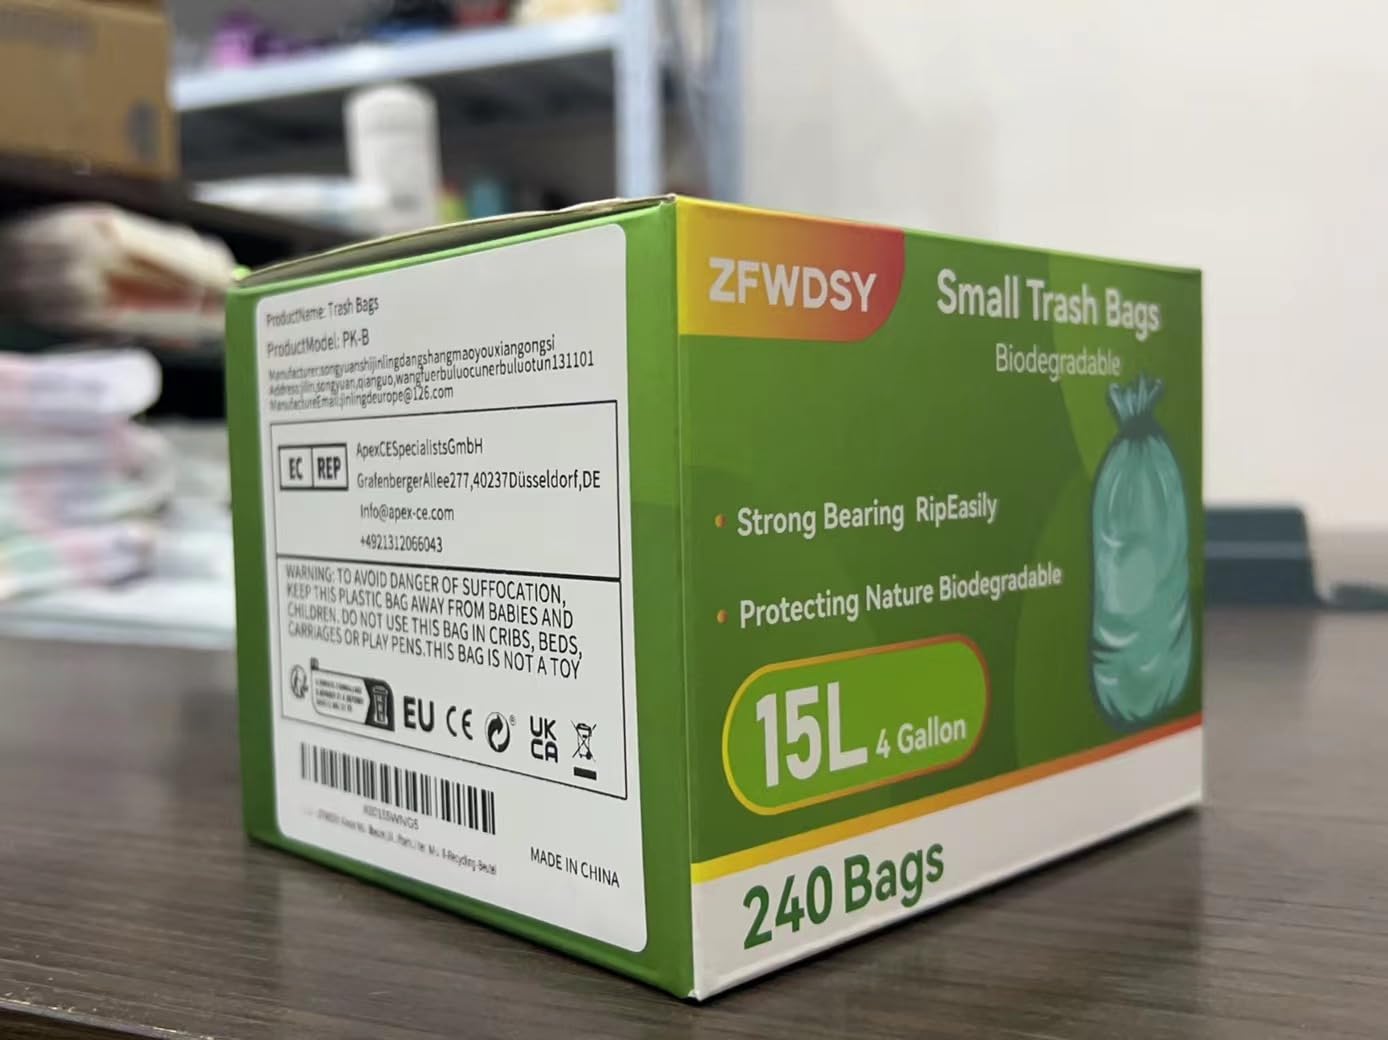 ProductName: Trash Bags
ProductModel: PK-B
Manufacturer:songyuanshijinlingdangshangmaoyouxiangongsi
Address:jilin,songyuan,qianguo,wangfuerbuluocunerbuluotun131101
ManufactureEmail:jinlingdeurope@126.com
EC REP
ApexCESpecialistsGmbH
GrafenbergerAllee277,40237Düsseldorf,DE
Info@apex-ce.com
+4921312066043
WARNING: TO AVOID DANGER OF SUFFOCATION,
KEEP THIS PLASTIC BAG AWAY FROM BABIES AND
CHILDREN. DO NOT USE THIS BAG IN CRIBS, BEDS,
CARRIAGES OR PLAY PENS.THIS BAG IS NOT A TOY
EU CE ® UK
CA
MADE IN CHINA
ZFWDSY
Small Trash Bags
Biodegradable
• Strong Bearing RipEasily
• Protecting Nature Biodegradable
15L 4 Gallon
240 Bags